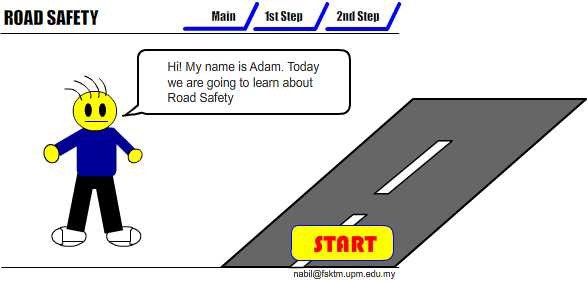 ROAD SAFETY
Main 1st Step 2nd Step
Hi! My name is Adam. Today
we are going to learn about
Road Safety
START
nabil@fsktm.upm.edu.my